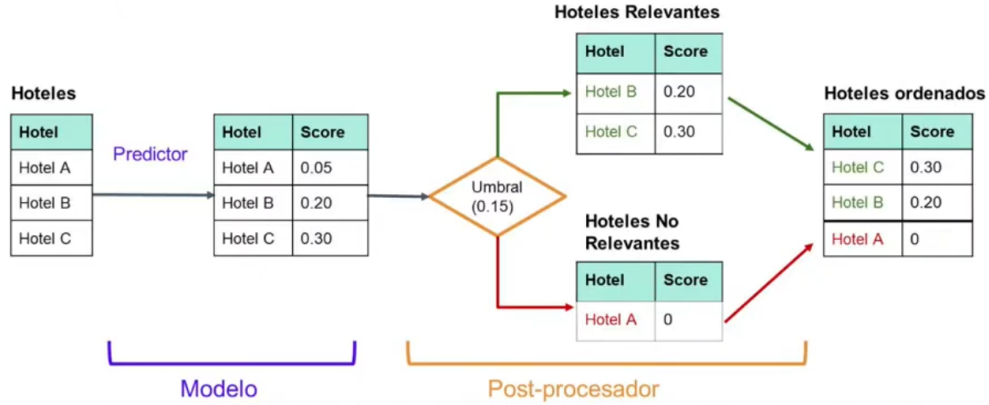 Hoteles
Hotel
Hotel A
Hotel B
Hotel C
Predictor
Hotel Score
Hotel A 0.05
Hotel B 0.20
Hotel C 0.30
Umbral
(0.15)
Hoteles Relevantes
Hotel Score
Hotel B 0.20
Hotel C 0.30
Hoteles No
Relevantes
Hotel Score
Hotel A 0
Hoteles ordenados
Hotel Score
Hotel C 0.30
Hotel B 0.20
Hotel A 0
Modelo
Post-procesador